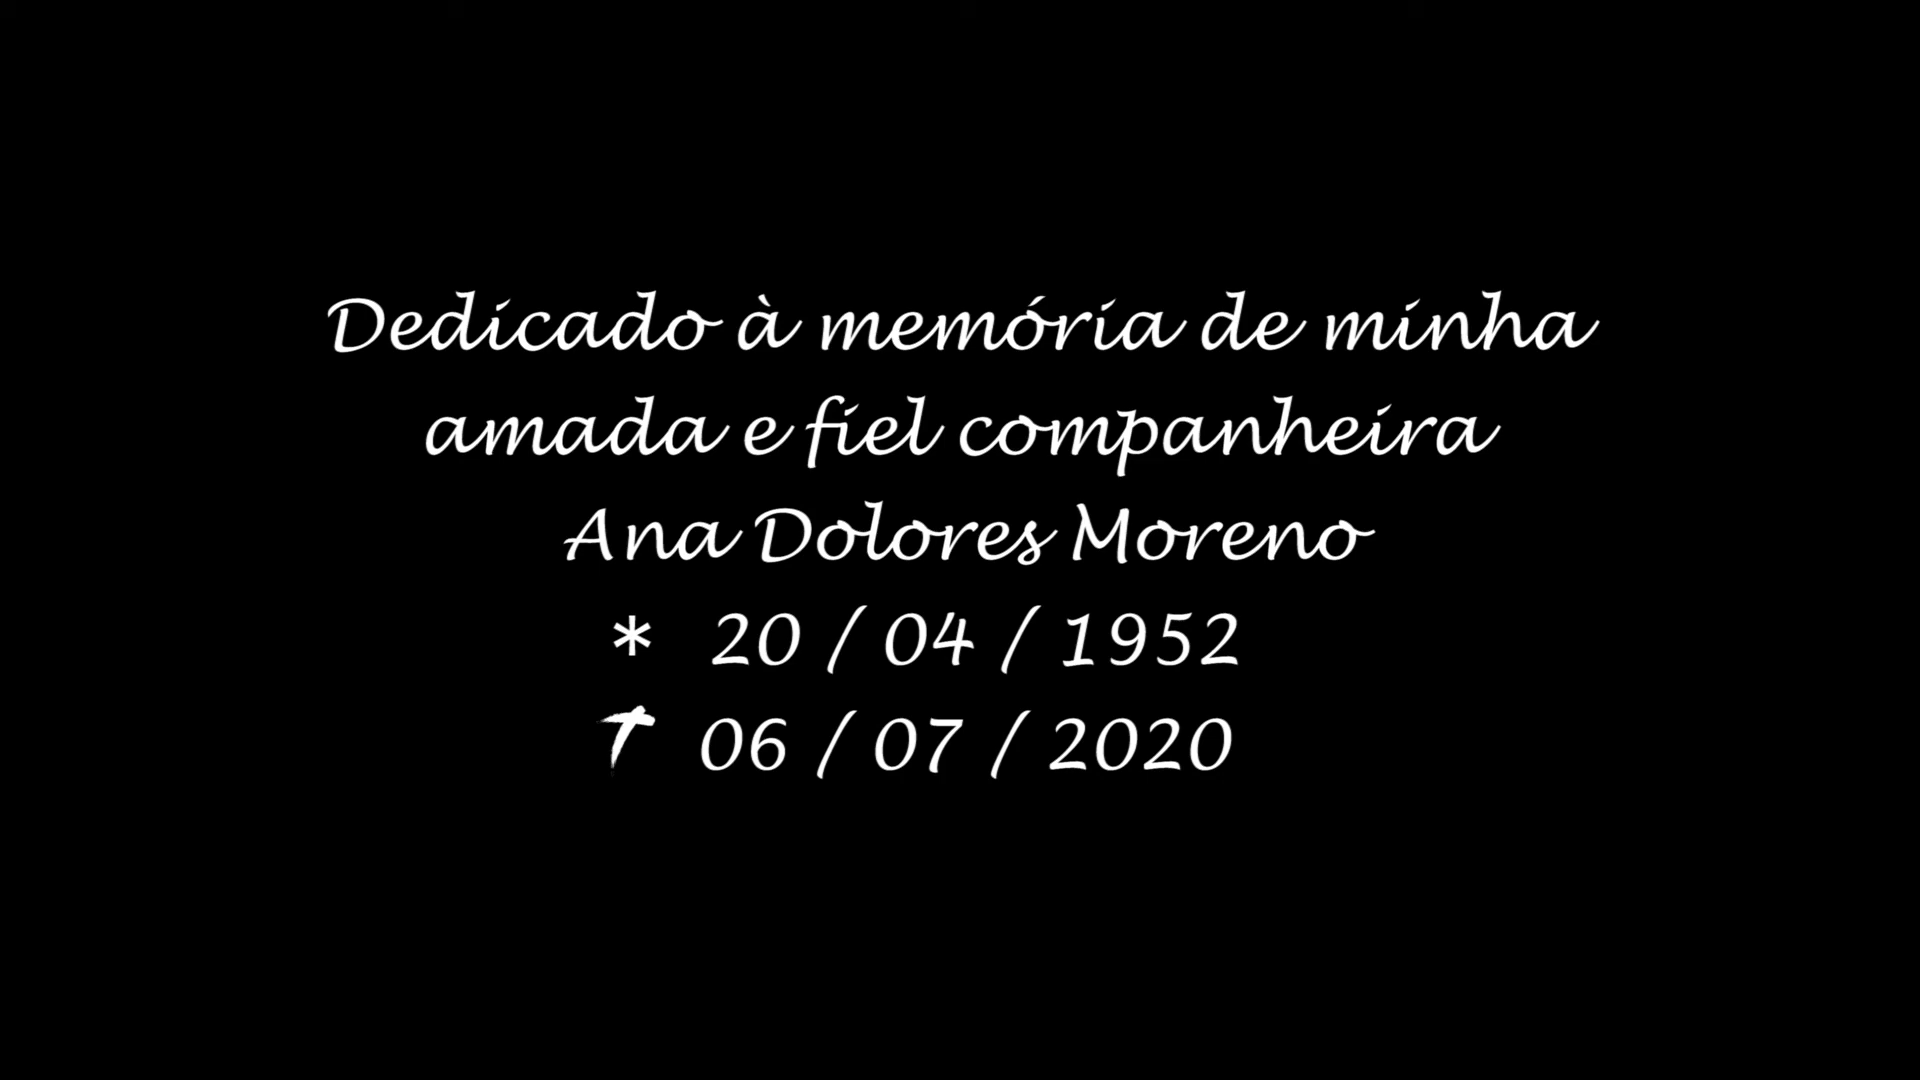 Dedicado à memória de minha
amada e fiel companheira
Ana Dolores Moreno
* 20 / 04 / 1952
† 06 / 07 / 2020